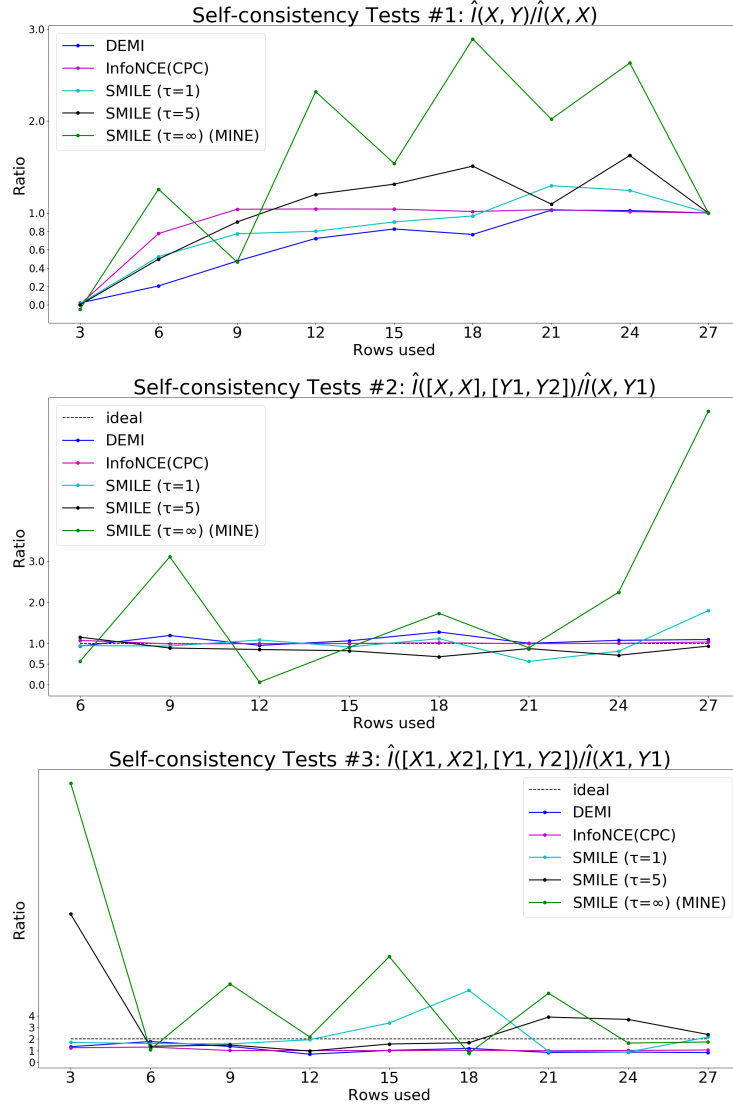 Self-consistency Tests #1: Î(X, Y)/Î(X, X)
3.0
2.0
1.0
0.8
0.6
0.4
0.2
0.0
Ratio
DEMI
InfoNCE(CPC)
SMILE (τ=1)
SMILE (τ=5)
SMILE (τ=∞) (MINE)
3 6 9 12 15 18 21 24 27
Rows used
Self-consistency Tests #2: Î([X, X], [Y1, Y2])/Î(X, Y1)
ideal
DEMI
InfoNCE(CPC)
SMILE (τ=1)
SMILE (τ=5)
SMILE (τ=∞) (MINE)
3.0
2.0
1.0
0.5
0.0
Ratio
6 9 12 15 18 21 24 27
Rows used
Self-consistency Tests #3: Î([X1, X2], [Y1, Y2])/Î(X1, Y1)
ideal
DEMI
InfoNCE(CPC)
SMILE (τ=1)
SMILE (τ=5)
SMILE (τ=∞) (MINE)
Ratio
4
3
2
1
0
3 6 9 12 15 18 21 24 27
Rows used